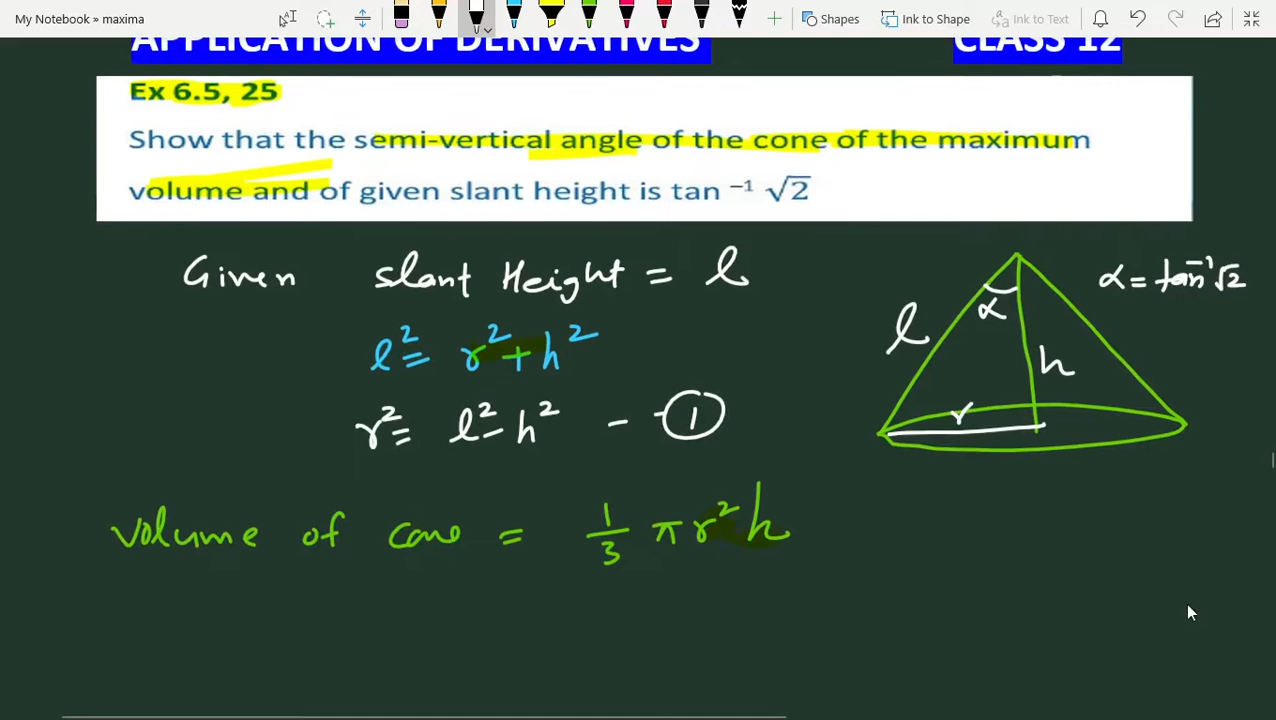 My Notebook » maxima
Shapes Ink to Shape Ink to Text
APPLICATION OF DERIVATIVES CLASS 12
Ex 6.5, 25
Show that the semi-vertical angle of the cone of the maximum
volume and of given slant height is tan ⁻¹ √2
Given slant Height = l
α = tan⁻¹√2
l² = r² + h²
r² = l² - h² - ①
l
α
h
r
volume of cone = 1/3 π r² h